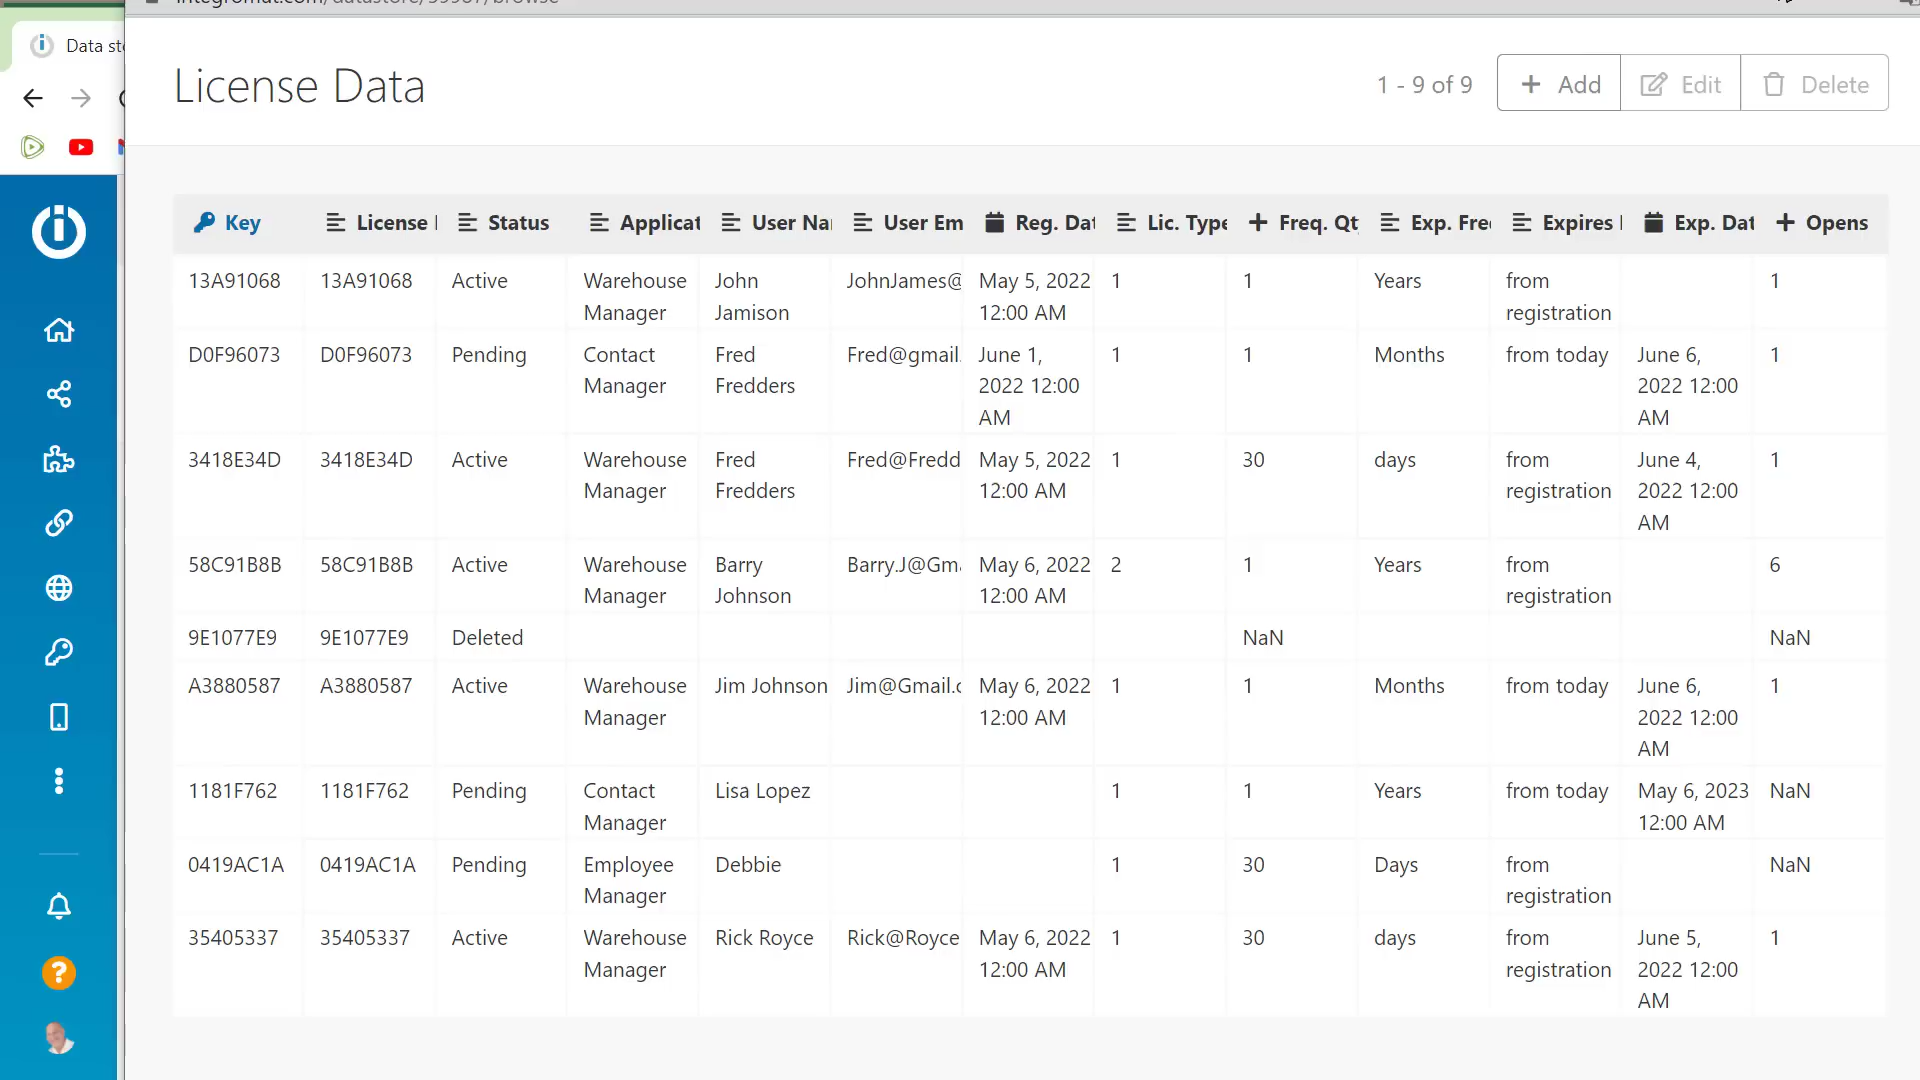 integromat.com/datastore/39987/browse
Data sto
License Data
1 - 9 of 9
Add
Edit
Delete
Key
License
Status
Applicat
User Na
User Em
Reg. Dat
Lic. Type
Freq. Qt
Exp. Fre
Expires
Exp. Dat
Opens
13A91068
13A91068
Active
Warehouse
Manager
John
Jamison
JohnJames@
May 5, 2022
12:00 AM
1
1
Years
from
registration
1
D0F96073
D0F96073
Pending
Contact
Manager
Fred
Fredders
Fred@gmail.
June 1,
2022 12:00
AM
1
1
Months
from today
June 6,
2022 12:00
AM
1
3418E34D
3418E34D
Active
Warehouse
Manager
Fred
Fredders
Fred@Fredd
May 5, 2022
12:00 AM
1
30
days
from
registration
June 4,
2022 12:00
AM
1
58C91B8B
58C91B8B
Active
Warehouse
Manager
Barry
Johnson
Barry.J@Gm
May 6, 2022
12:00 AM
2
1
Years
from
registration
6
9E1077E9
9E1077E9
Deleted
NaN
NaN
A3880587
A3880587
Active
Warehouse
Manager
Jim Johnson
Jim@Gmail.c
May 6, 2022
12:00 AM
1
1
Months
from today
June 6,
2022 12:00
AM
1
1181F762
1181F762
Pending
Contact
Manager
Lisa Lopez
1
1
Years
from today
May 6, 2023
12:00 AM
NaN
0419AC1A
0419AC1A
Pending
Employee
Manager
Debbie
1
30
Days
from
registration
NaN
35405337
35405337
Active
Warehouse
Manager
Rick Royce
Rick@Royce
May 6, 2022
12:00 AM
1
30
days
from
registration
June 5,
2022 12:00
AM
1